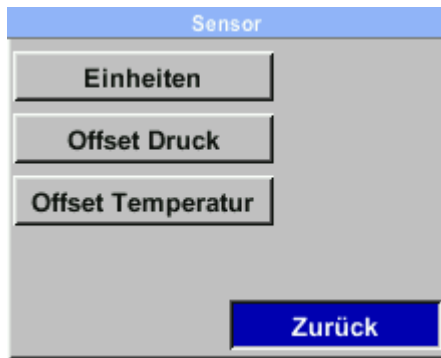 Sensor
Einheiten
Offset Druck
Offset Temperatur
Zurück